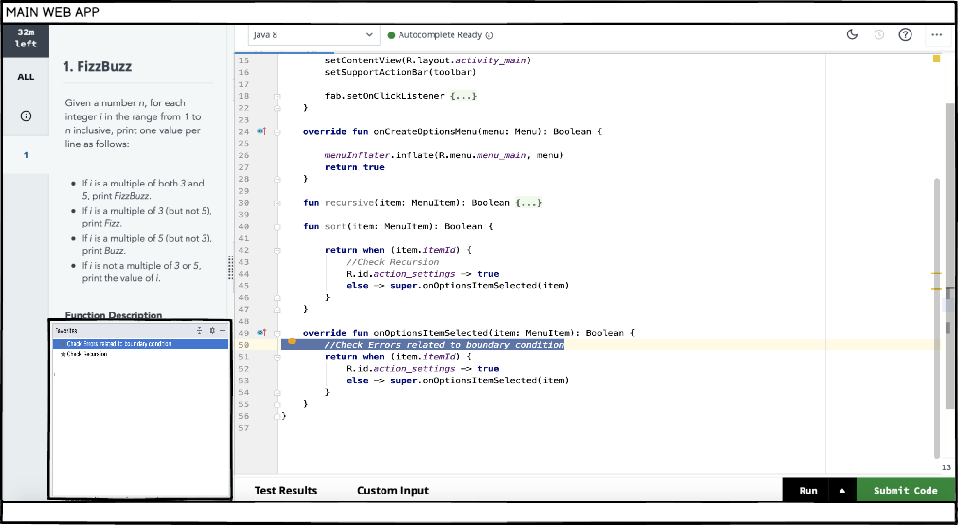 MAIN WEB APP
32m
left
ALL
1
1. FizzBuzz
Given a number n, for each
integer i in the range from 1 to
n inclusive, print one value per
line as follows:
• If i is a multiple of both 3 and
5, print FizzBuzz.
• If i is a multiple of 3 (but not 5),
print Fizz.
• If i is a multiple of 5 (but not 3),
print Buzz.
• If i is not a multiple of 3 or 5,
print the value of i.
Function Description
Favorites
Check Errors related to boundary condition
Check Recursion
Java 8
Autocomplete Ready
15 setContentView(R.layout.activity_main)
16 setSupportActionBar(toolbar)
17
18 fab.setOnClickListener {...}
22 }
23
24 override fun onCreateOptionsMenu(menu: Menu): Boolean {
25
26 menuInflater.inflate(R.menu.menu_main, menu)
27 return true
28 }
29
30 fun recursive(item: MenuItem): Boolean {...}
39
40 fun sort(item: MenuItem): Boolean {
41
42 return when (item.itemId) {
43 //Check Recursion
44 R.id.action_settings -> true
45 else -> super.onOptionsItemSelected(item)
46 }
47 }
48
49 override fun onOptionsItemSelected(item: MenuItem): Boolean {
50 //Check Errors related to boundary condition
51 return when (item.itemId) {
52 R.id.action_settings -> true
53 else -> super.onOptionsItemSelected(item)
54 }
55 }
56 }
57
13
Test Results Custom Input Run Submit Code